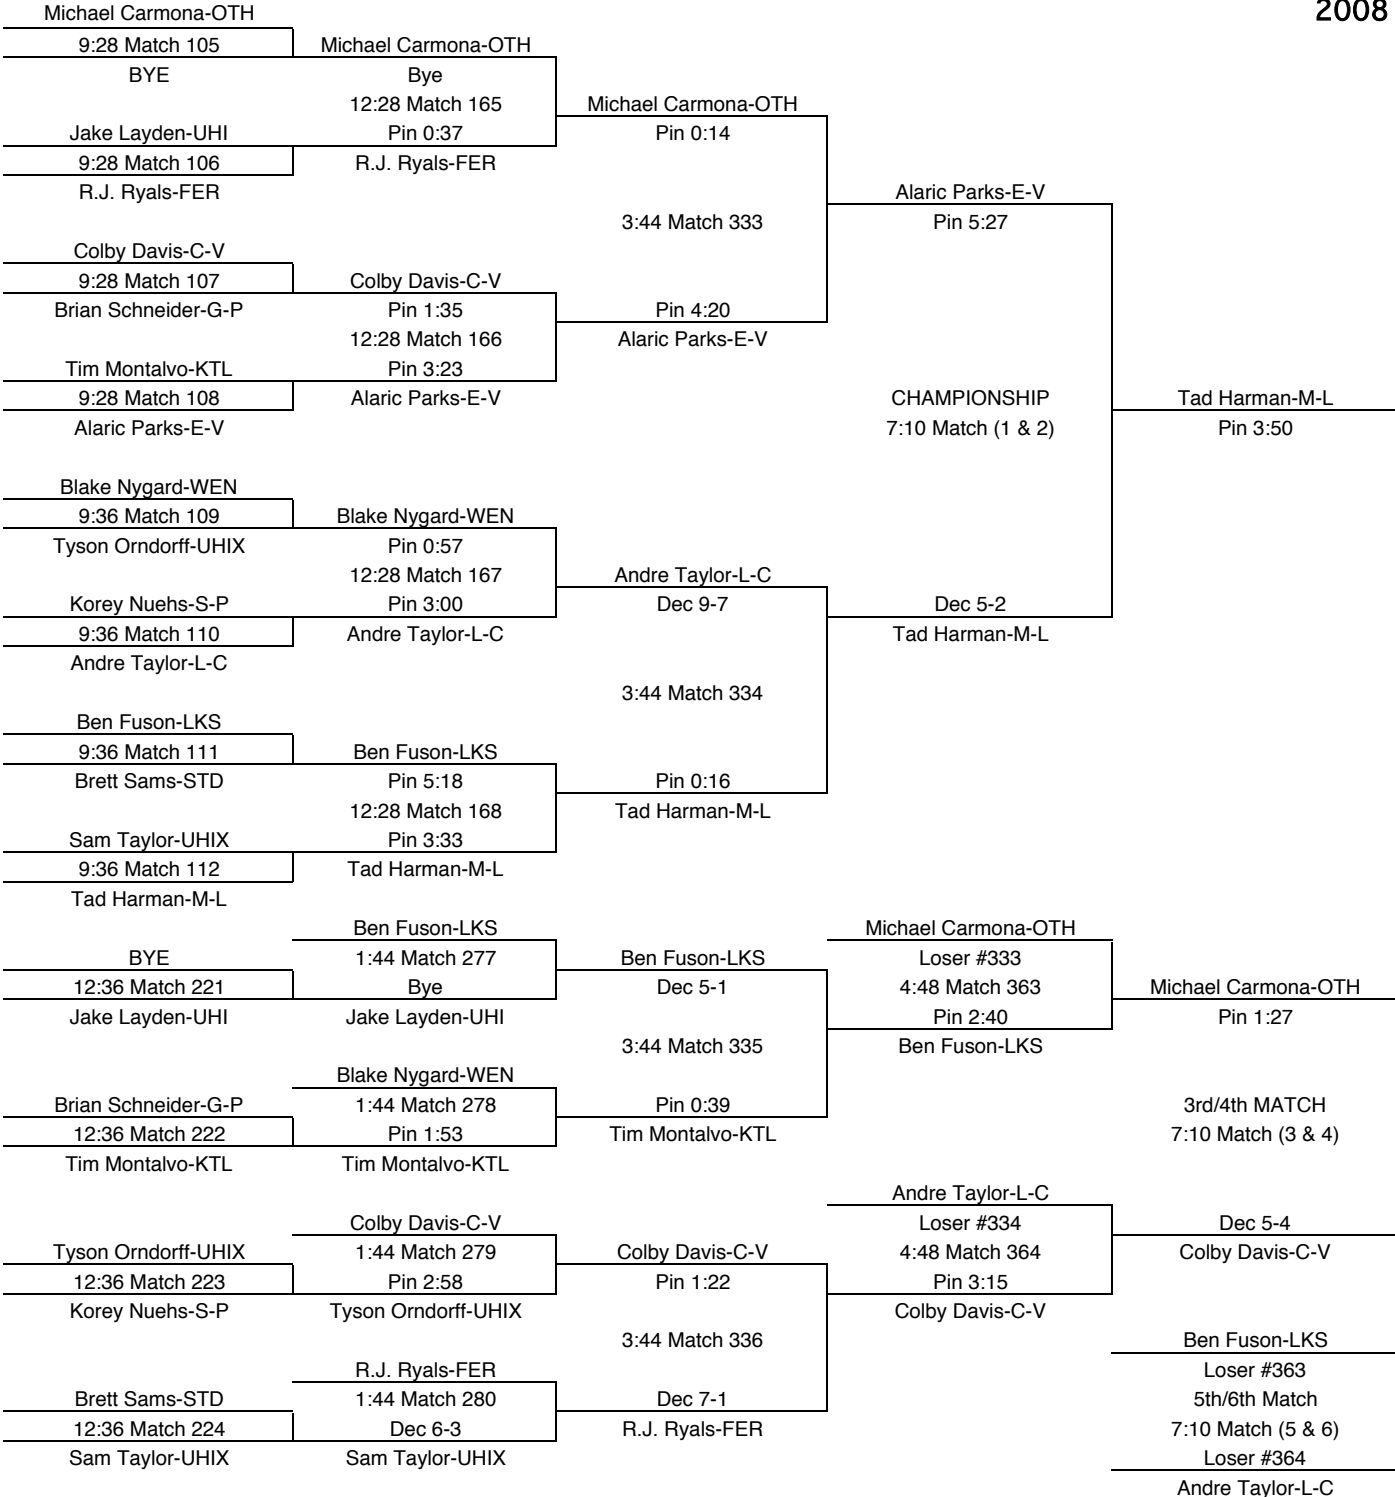 2008
Michael Carmona-OTH
9:28 Match 105
Michael Carmona-OTH
BYE
Bye
12:28 Match 165
Michael Carmona-OTH
Jake Layden-UHI
Pin 0:37
Pin 0:14
9:28 Match 106
R.J. Ryals-FER
R.J. Ryals-FER
Alaric Parks-E-V
3:44 Match 333
Pin 5:27
Colby Davis-C-V
9:28 Match 107
Colby Davis-C-V
Brian Schneider-G-P
Pin 1:35
Pin 4:20
12:28 Match 166
Alaric Parks-E-V
Tim Montalvo-KTL
Pin 3:23
9:28 Match 108
Alaric Parks-E-V
CHAMPIONSHIP
Tad Harman-M-L
Alaric Parks-E-V
7:10 Match (1 & 2)
Pin 3:50
Blake Nygard-WEN
9:36 Match 109
Blake Nygard-WEN
Tyson Orndorff-UHIX
Pin 0:57
12:28 Match 167
Andre Taylor-L-C
Korey Nuehs-S-P
Pin 3:00
Dec 9-7
Dec 5-2
9:36 Match 110
Andre Taylor-L-C
Tad Harman-M-L
Andre Taylor-L-C
3:44 Match 334
Ben Fuson-LKS
9:36 Match 111
Ben Fuson-LKS
Brett Sams-STD
Pin 5:18
Pin 0:16
12:28 Match 168
Tad Harman-M-L
Sam Taylor-UHIX
Pin 3:33
9:36 Match 112
Tad Harman-M-L
Tad Harman-M-L
Ben Fuson-LKS
Michael Carmona-OTH
BYE
1:44 Match 277
Ben Fuson-LKS
Loser #333
12:36 Match 221
Bye
Dec 5-1
4:48 Match 363
Michael Carmona-OTH
Jake Layden-UHI
Jake Layden-UHI
Pin 2:40
Pin 1:27
3:44 Match 335
Ben Fuson-LKS
Blake Nygard-WEN
Brian Schneider-G-P
1:44 Match 278
Pin 0:39
3rd/4th MATCH
12:36 Match 222
Pin 1:53
Tim Montalvo-KTL
7:10 Match (3 & 4)
Tim Montalvo-KTL
Tim Montalvo-KTL
Andre Taylor-L-C
Colby Davis-C-V
Loser #334
Dec 5-4
Tyson Orndorff-UHIX
1:44 Match 279
Colby Davis-C-V
4:48 Match 364
Colby Davis-C-V
12:36 Match 223
Pin 2:58
Pin 1:22
Pin 3:15
Korey Nuehs-S-P
Tyson Orndorff-UHIX
Colby Davis-C-V
3:44 Match 336
Ben Fuson-LKS
R.J. Ryals-FER
Loser #363
Brett Sams-STD
1:44 Match 280
Dec 7-1
5th/6th Match
12:36 Match 224
Dec 6-3
R.J. Ryals-FER
7:10 Match (5 & 6)
Sam Taylor-UHIX
Sam Taylor-UHIX
Loser #364
Andre Taylor-L-C